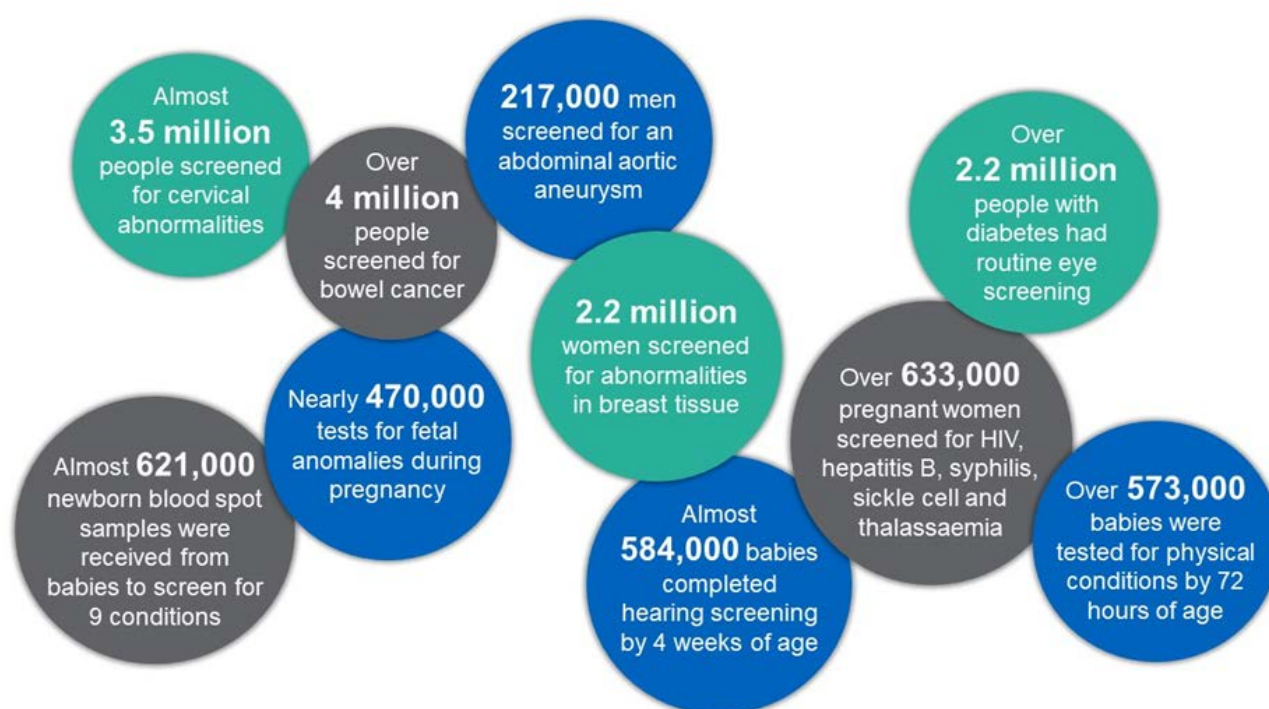 Almost
3.5 million
people screened
for cervical
abnormalities
Over
4 million
people
screened for
bowel cancer
217,000 men
screened for an
abdominal aortic
aneurysm
Over
2.2 million
people with
diabetes had
routine eye
screening
2.2 million
women screened
for abnormalities
in breast tissue
Nearly 470,000
tests for fetal
anomalies during
pregnancy
Almost 621,000
newborn blood spot
samples were
received from
babies to screen for
9 conditions
Over 633,000
pregnant women
screened for HIV,
hepatitis B, syphilis,
sickle cell and
thalassaemia
Almost
584,000 babies
completed
hearing screening
by 4 weeks of age
Over 573,000
babies were
tested for physical
conditions by 72
hours of age